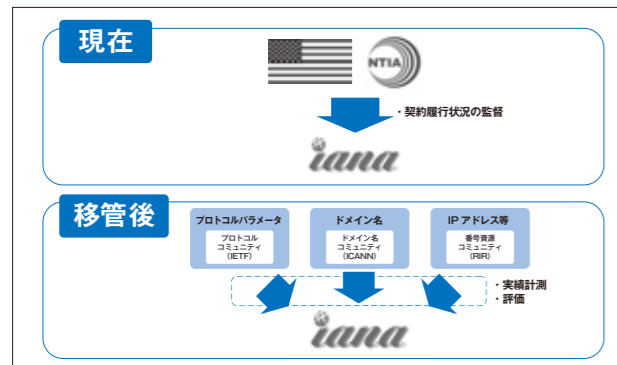 現在
NTIA
・契約履行状況の監督
iana
移管後
プロトコルパラメータ
プロトコル
コミュニティ
(IETF)
ドメイン名
ドメイン名
コミュニティ
(ICANN)
IP アドレス等
番号資源
コミュニティ
(RIR)
・実績計測
・評価
iana